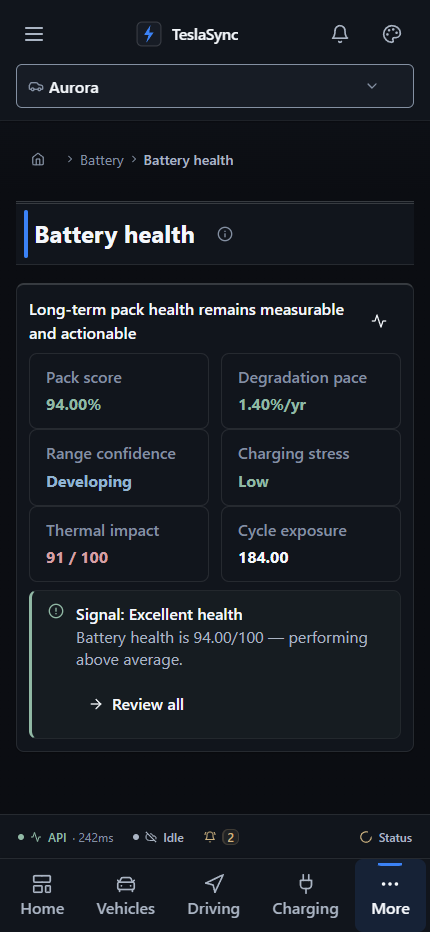 TeslaSync
Aurora
Battery
Battery health
Battery health
Long-term pack health remains measurable
and actionable
Pack score
94.00%
Degradation pace
1.40%/yr
Range confidence
Developing
Charging stress
Low
Thermal impact
91 / 100
Cycle exposure
184.00
Signal: Excellent health
Battery health is 94.00/100 — performing
above average.
Review all
API · 242ms
Idle
2
Status
Home
Vehicles
Driving
Charging
More